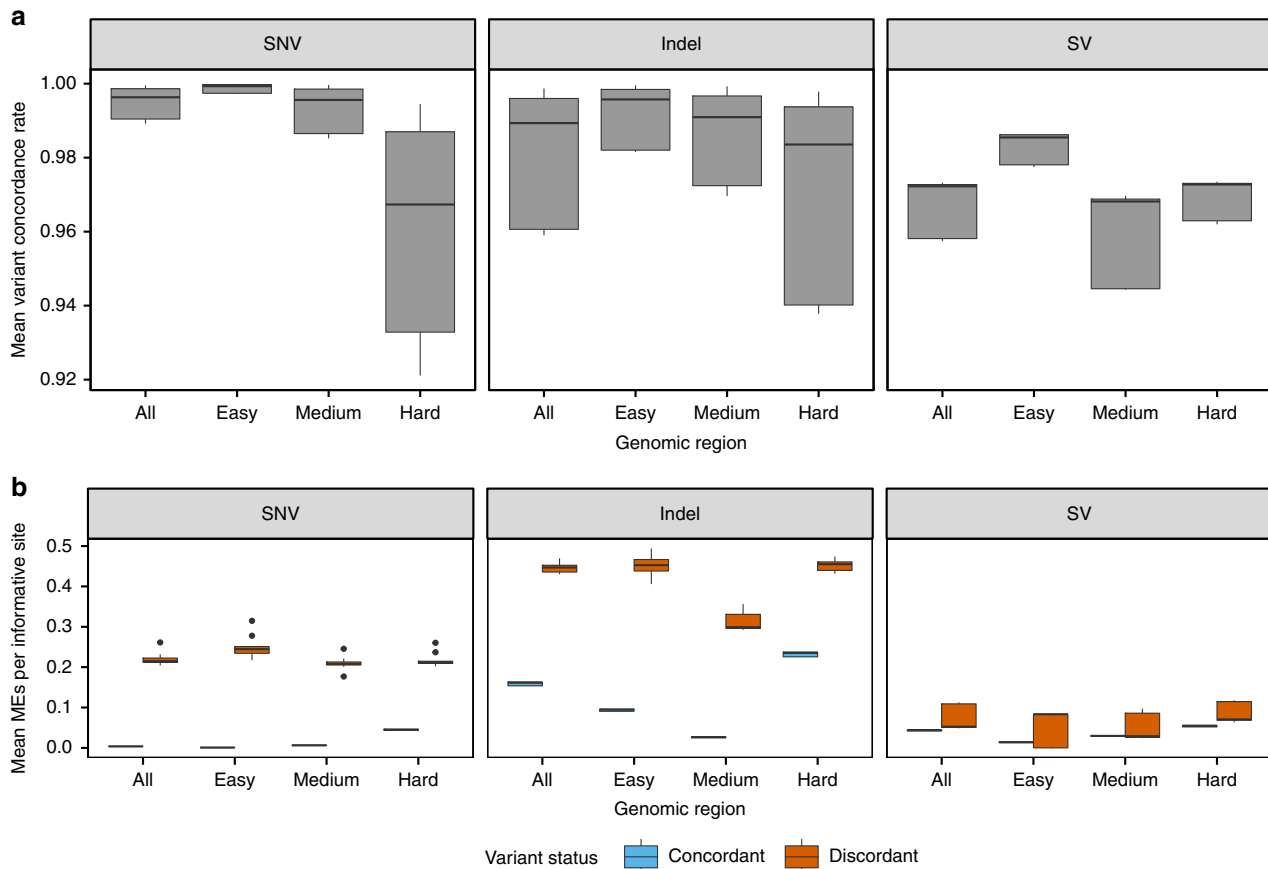 a
SNV Indel SV
Mean variant concordance rate
1.00
0.98
0.96
0.94
0.92
All Easy Medium Hard All Easy Medium Hard All Easy Medium Hard
Genomic region
b
SNV Indel SV
Mean MEs per informative site
0.5
0.4
0.3
0.2
0.1
0.0
All Easy Medium Hard All Easy Medium Hard All Easy Medium Hard
Genomic region
Variant status Concordant Discordant